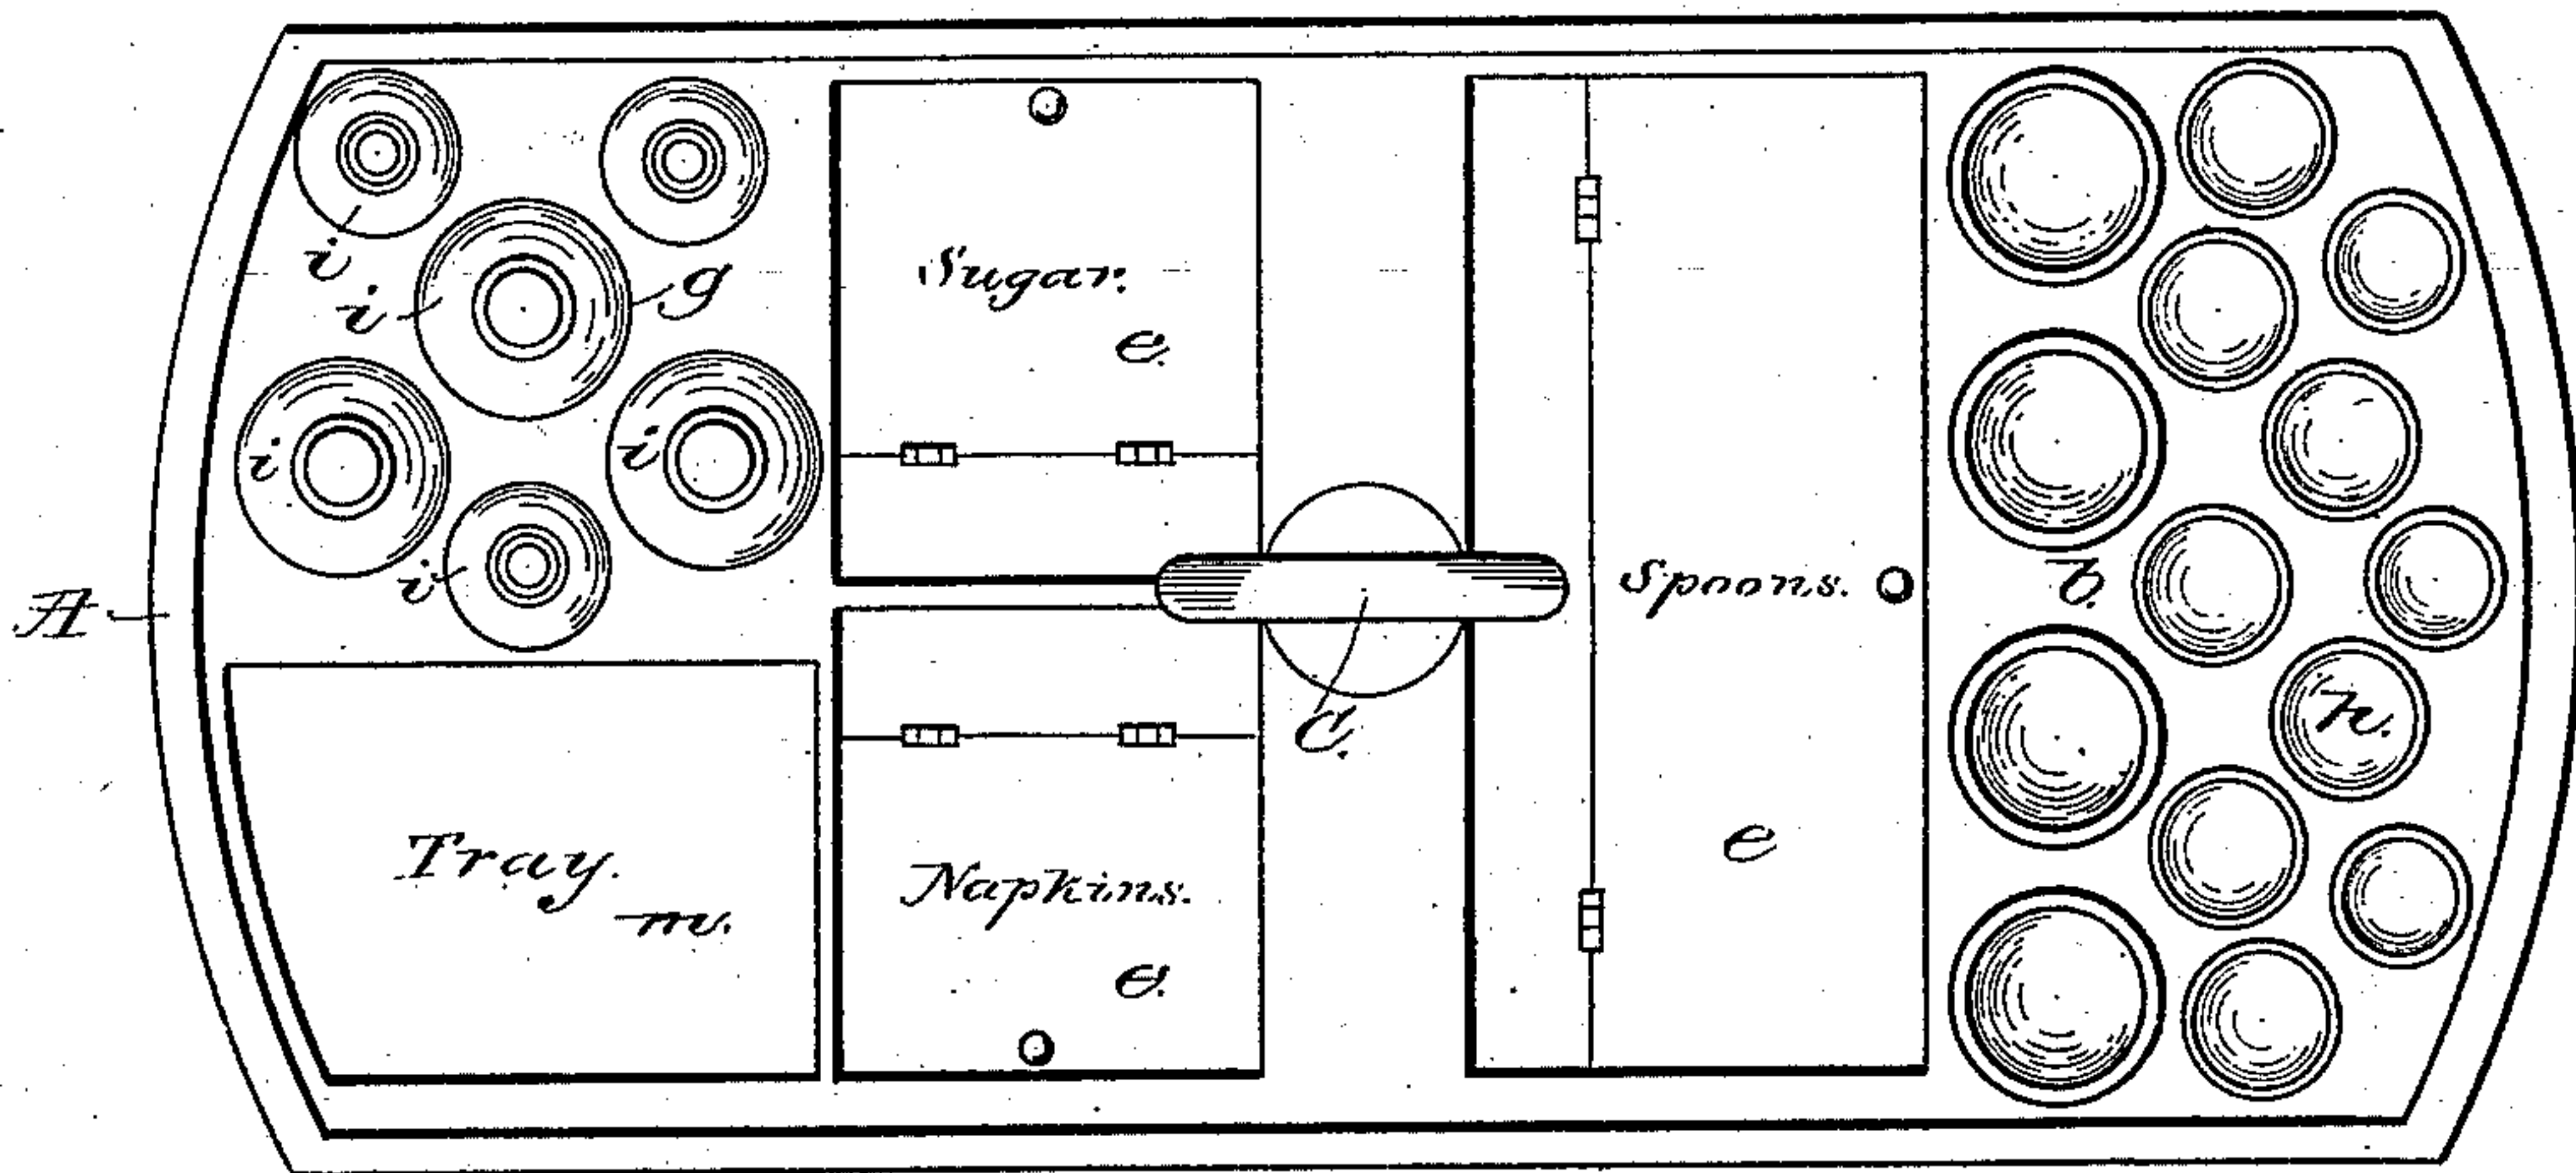 i
i
g
i
i
i
A
Tray.
m.
Sugar.
e.
Napkins.
e.
C.
Spoons.
e
b.
h.